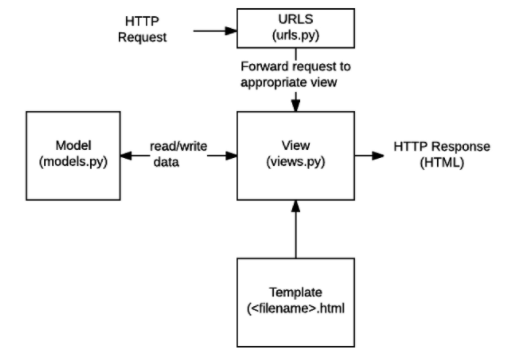 HTTP
Request
URLS
(urls.py)
Forward request to
appropriate view
Model
(models.py)
read/write
data
View
(views.py)
HTTP Response
(HTML)
Template
(<filename>.html